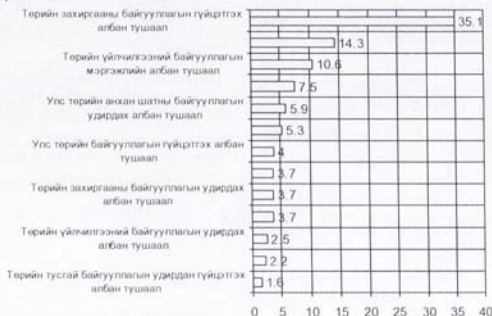 Төрийн захиргааны байгууллагын гүйцэтгэх
албан тушаал
35.1
14.3
Төрийн үйлчилгээний байгууллагын
мэргэжлийн албан тушаал
10.6
7.5
Улс төрийн анхан шатны байгууллагын
удирдах албан тушаал
5.9
5.3
Улс төрийн байгууллагын гүйцэтгэх албан
тушаал
4
3.7
Төрийн захиргааны байгууллагын удирдах
албан тушаал
3.7
3.7
Төрийн үйлчилгээний байгууллагын удирдах
албан тушаал
2.5
2.2
Төрийн тусгай байгууллагын удирдан гүйцэтгэх
албан тушаал
1.6
0 5 10 15 20 25 30 35 40